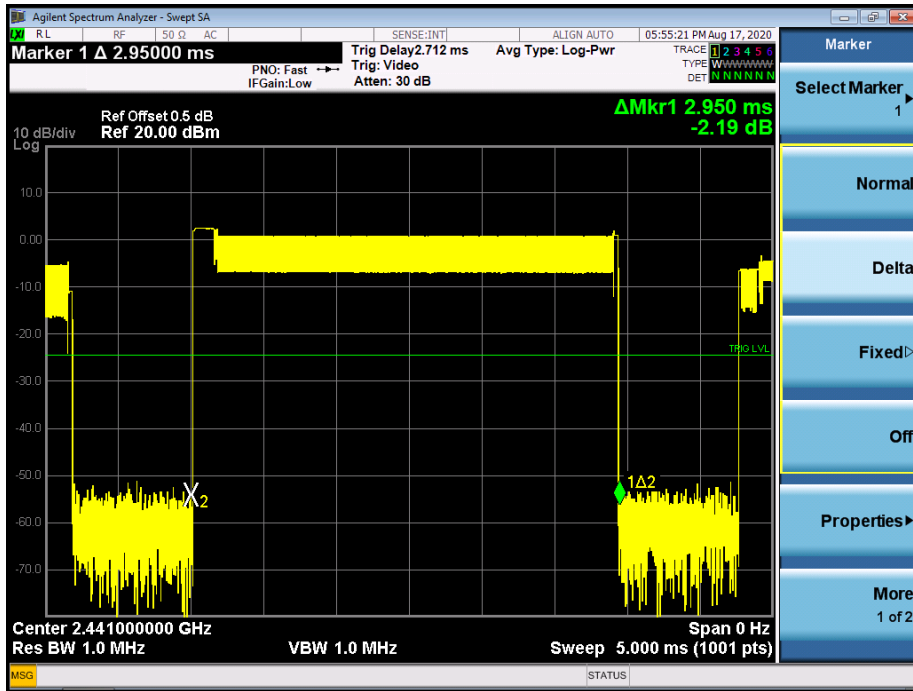 Agilent Spectrum Analyzer - Swept SA
LXI RL RF 50 Ω AC SENSE:INT ALIGN AUTO 05:55:21 PM Aug 17, 2020
Marker 1 Δ 2.95000 ms
Trig Delay2.712 ms Avg Type: Log-Pwr
TRACE 1 2 3 4 5 6
PNO: Fast
Trig: Video
TYPE WWWWWW
IFGain:Low
Atten: 30 dB
DET N N N N N N
ΔMkr1 2.950 ms
-2.19 dB
Ref Offset 0.5 dB
10 dB/div Ref 20.00 dBm
Log
10.0
0.00
-10.0
-20.0
TRIG LVL
-30.0
-40.0
-50.0
1Δ2
X2
-60.0
-70.0
Center 2.441000000 GHz Span 0 Hz
Res BW 1.0 MHz VBW 1.0 MHz Sweep 5.000 ms (1001 pts)
MSG STATUS
Marker
Select Marker
1
Normal
Delta
Fixed
Off
Properties
More
1 of 2